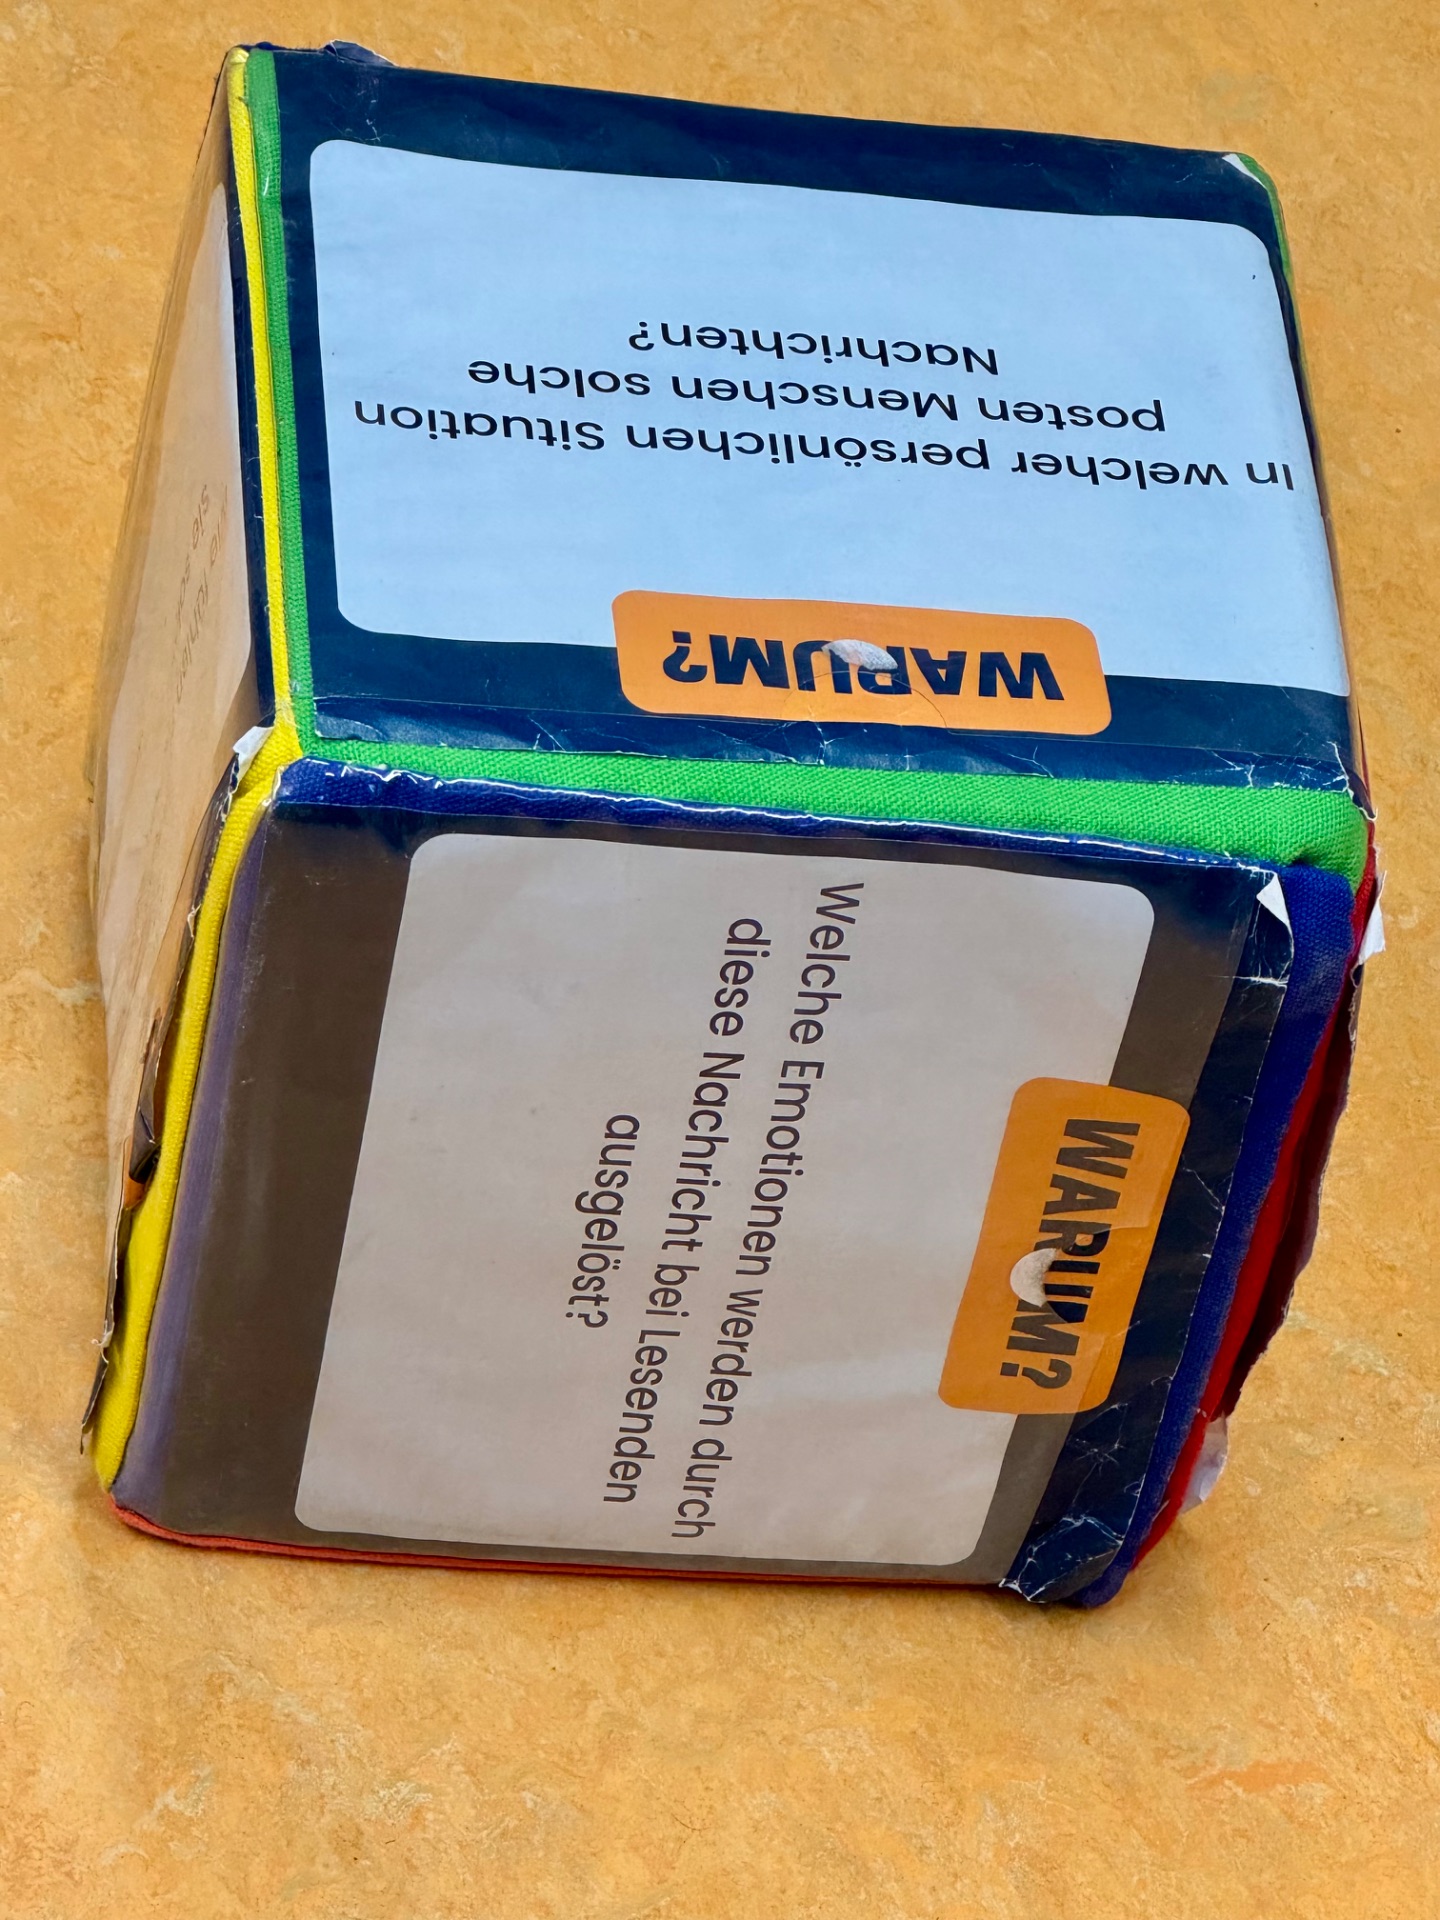 WARUM?
In welcher persönlichen Situation
posten Menschen solche
Nachrichten?
WARUM?
Welche Emotionen werden durch
diese Nachricht bei Lesenden
ausgelöst?